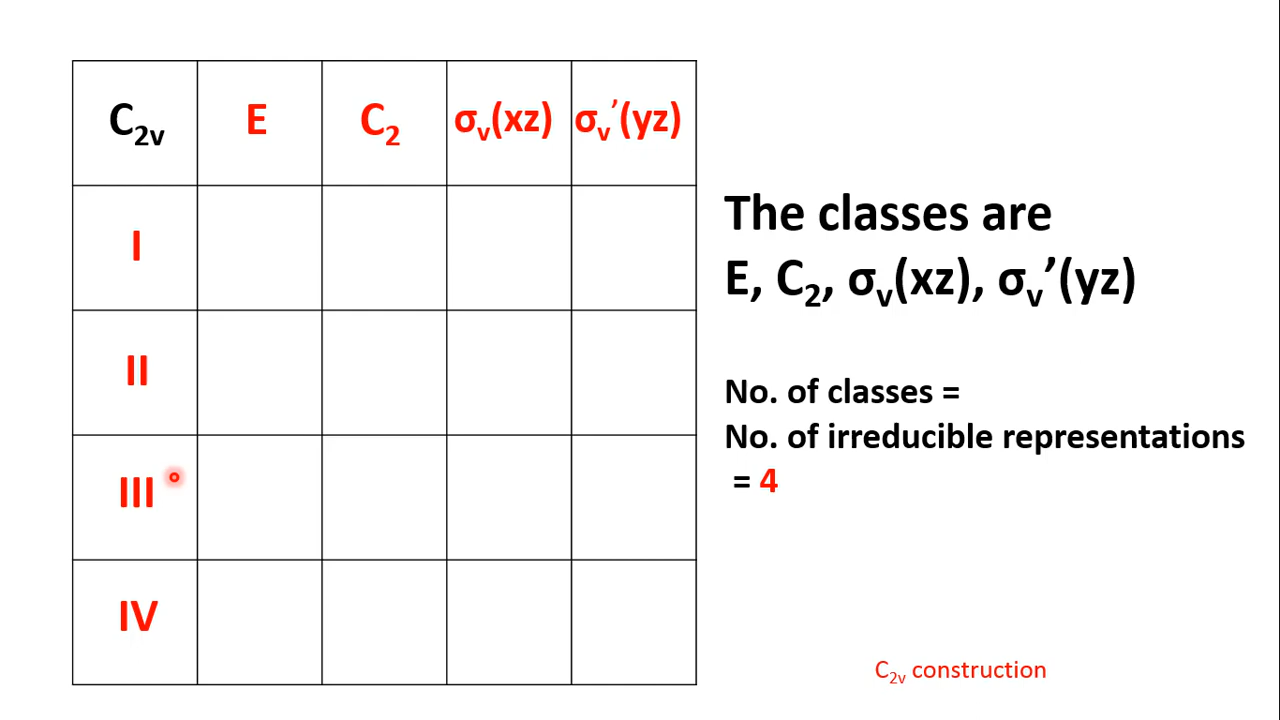 C₂ᵥ E C₂ σᵥ(xz) σᵥ’(yz)
I
II
III
IV
The classes are
E, C₂, σᵥ(xz), σᵥ’(yz)
No. of classes =
No. of irreducible representations
= 4
C₂ᵥ construction